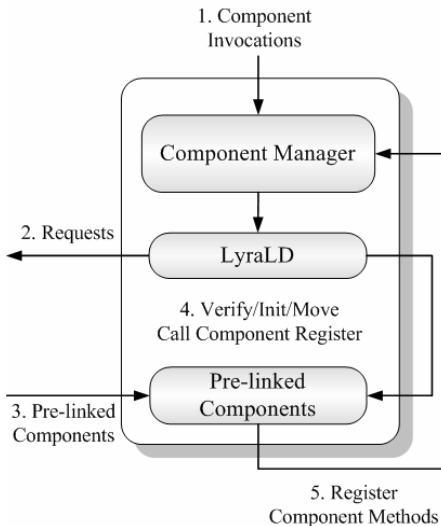 1. Component
Invocations
Component Manager
2. Requests
LyraLD
4. Verify/Init/Move
Call Component Register
Pre-linked
Components
3. Pre-linked
Components
5. Register
Component Methods